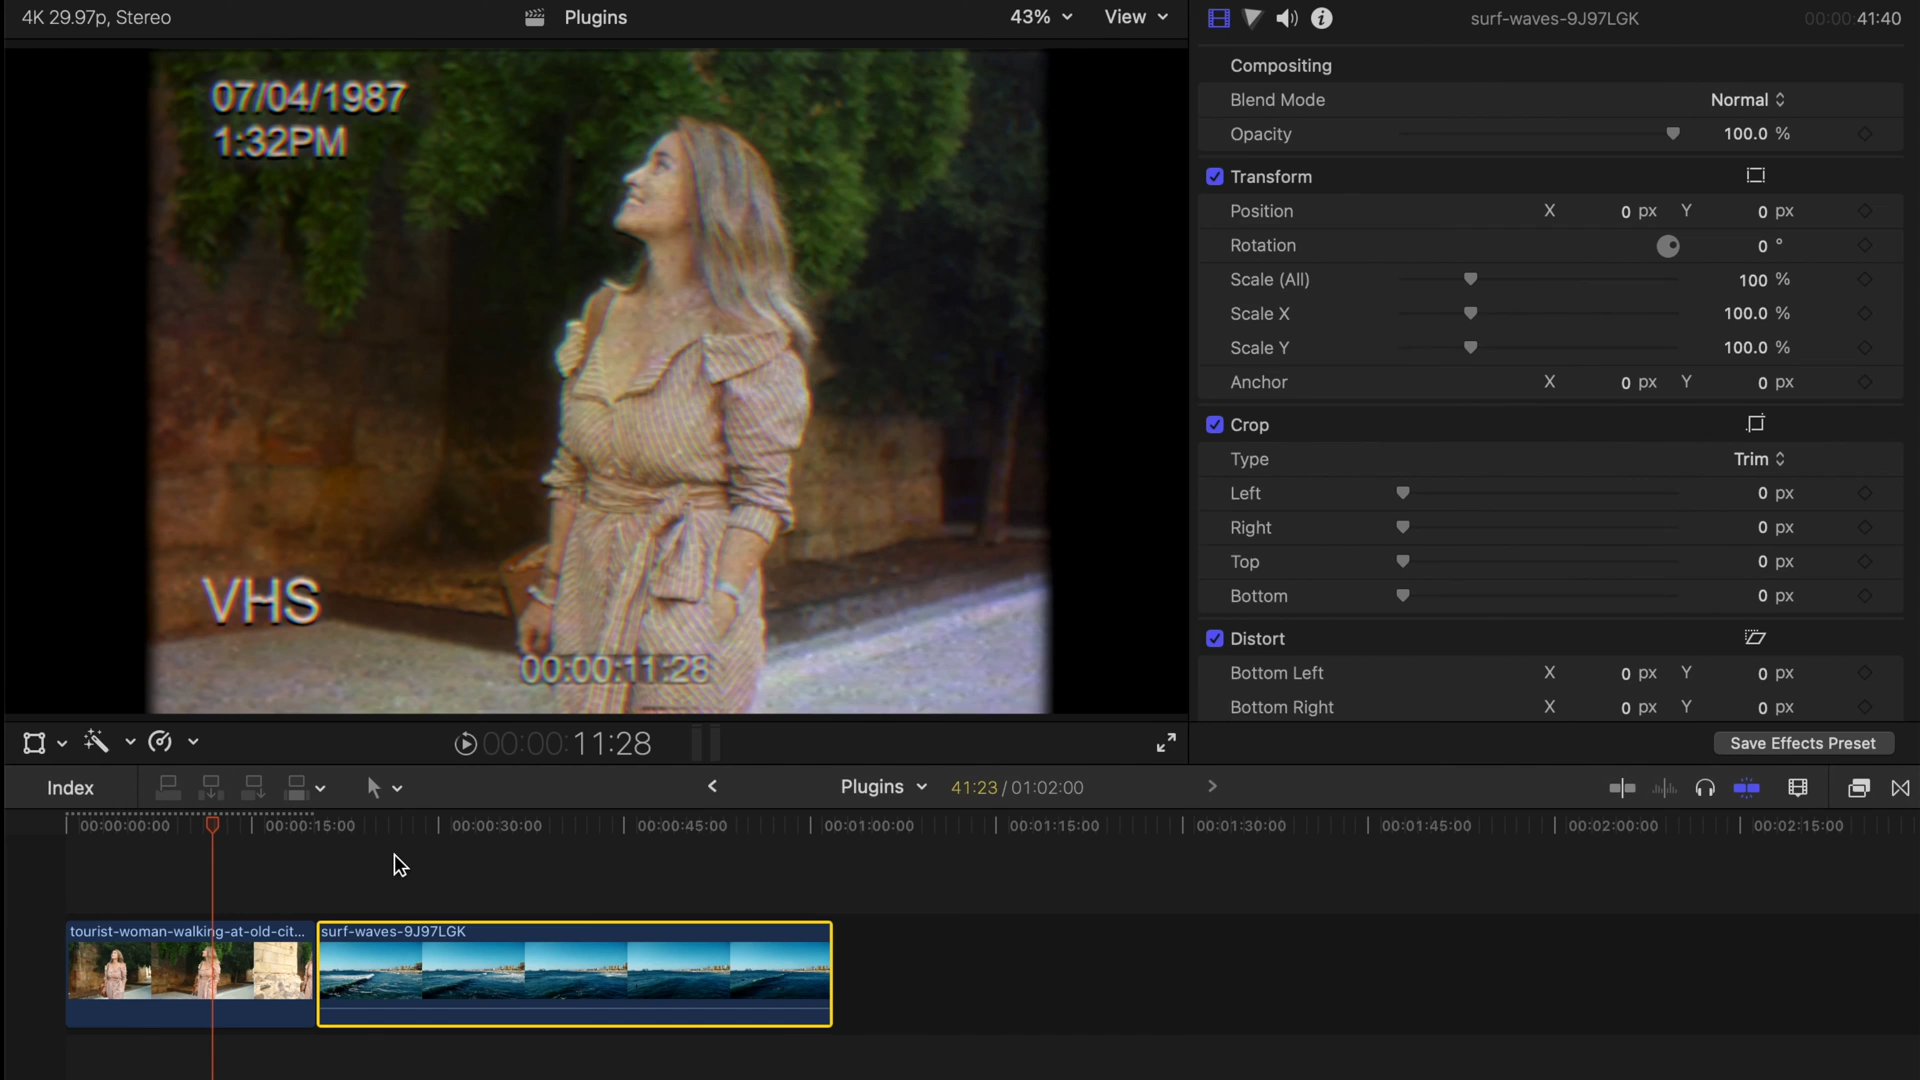 4K 29.97p, Stereo
Plugins
43%
View
surf-waves-9J97LGK
00:00:41:40
07/04/1987
1:32PM
VHS
00:00:11:28
Compositing
Blend Mode Normal
Opacity 100.0 %
Transform
Position X 0 px Y 0 px
Rotation 0 °
Scale (All) 100 %
Scale X 100.0 %
Scale Y 100.0 %
Anchor X 0 px Y 0 px
Crop
Type Trim
Left 0 px
Right 0 px
Top 0 px
Bottom 0 px
Distort
Bottom Left X 0 px Y 0 px
Bottom Right X 0 px Y 0 px
00:00:11:28
Save Effects Preset
Index
Plugins
41:23 / 01:02:00
00:00:00:00 00:00:15:00 00:00:30:00 00:00:45:00 00:01:00:00 00:01:15:00 00:01:30:00 00:01:45:00 00:02:00:00 00:02:15:00
tourist-woman-walking-at-old-cit...
surf-waves-9J97LGK